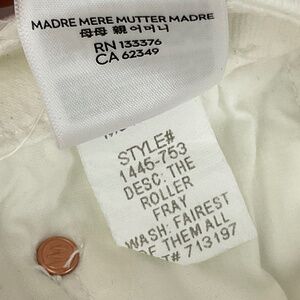 MADRE MERE MUTTER MADRE
母母 親 어머니
RN 133376
CA 62349
STYLE#
1445-753
DESC: THE
ROLLER
FRAY
WASH: FAIREST
OF THEM ALL
713197